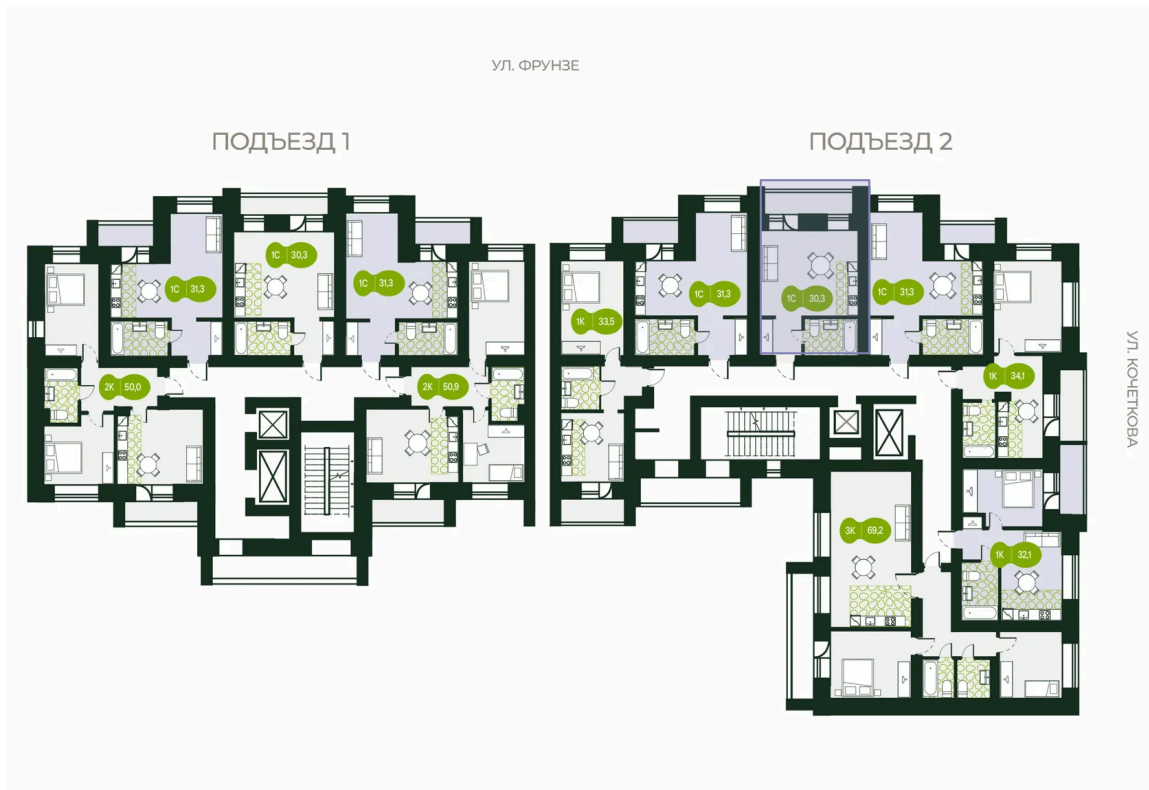 УЛ. ФРУНЗЕ
ПОДЪЕЗД 1
ПОДЪЕЗД 2
1С 31,3
1С 30,3
1С 31,3
2К 50,0
2К 50,9
1К 33,5
1С 31,3
1С 30,3
1С 31,3
1К 34,1
3К 69,2
1К 32,1
УЛ. КОЧЕТКОВА